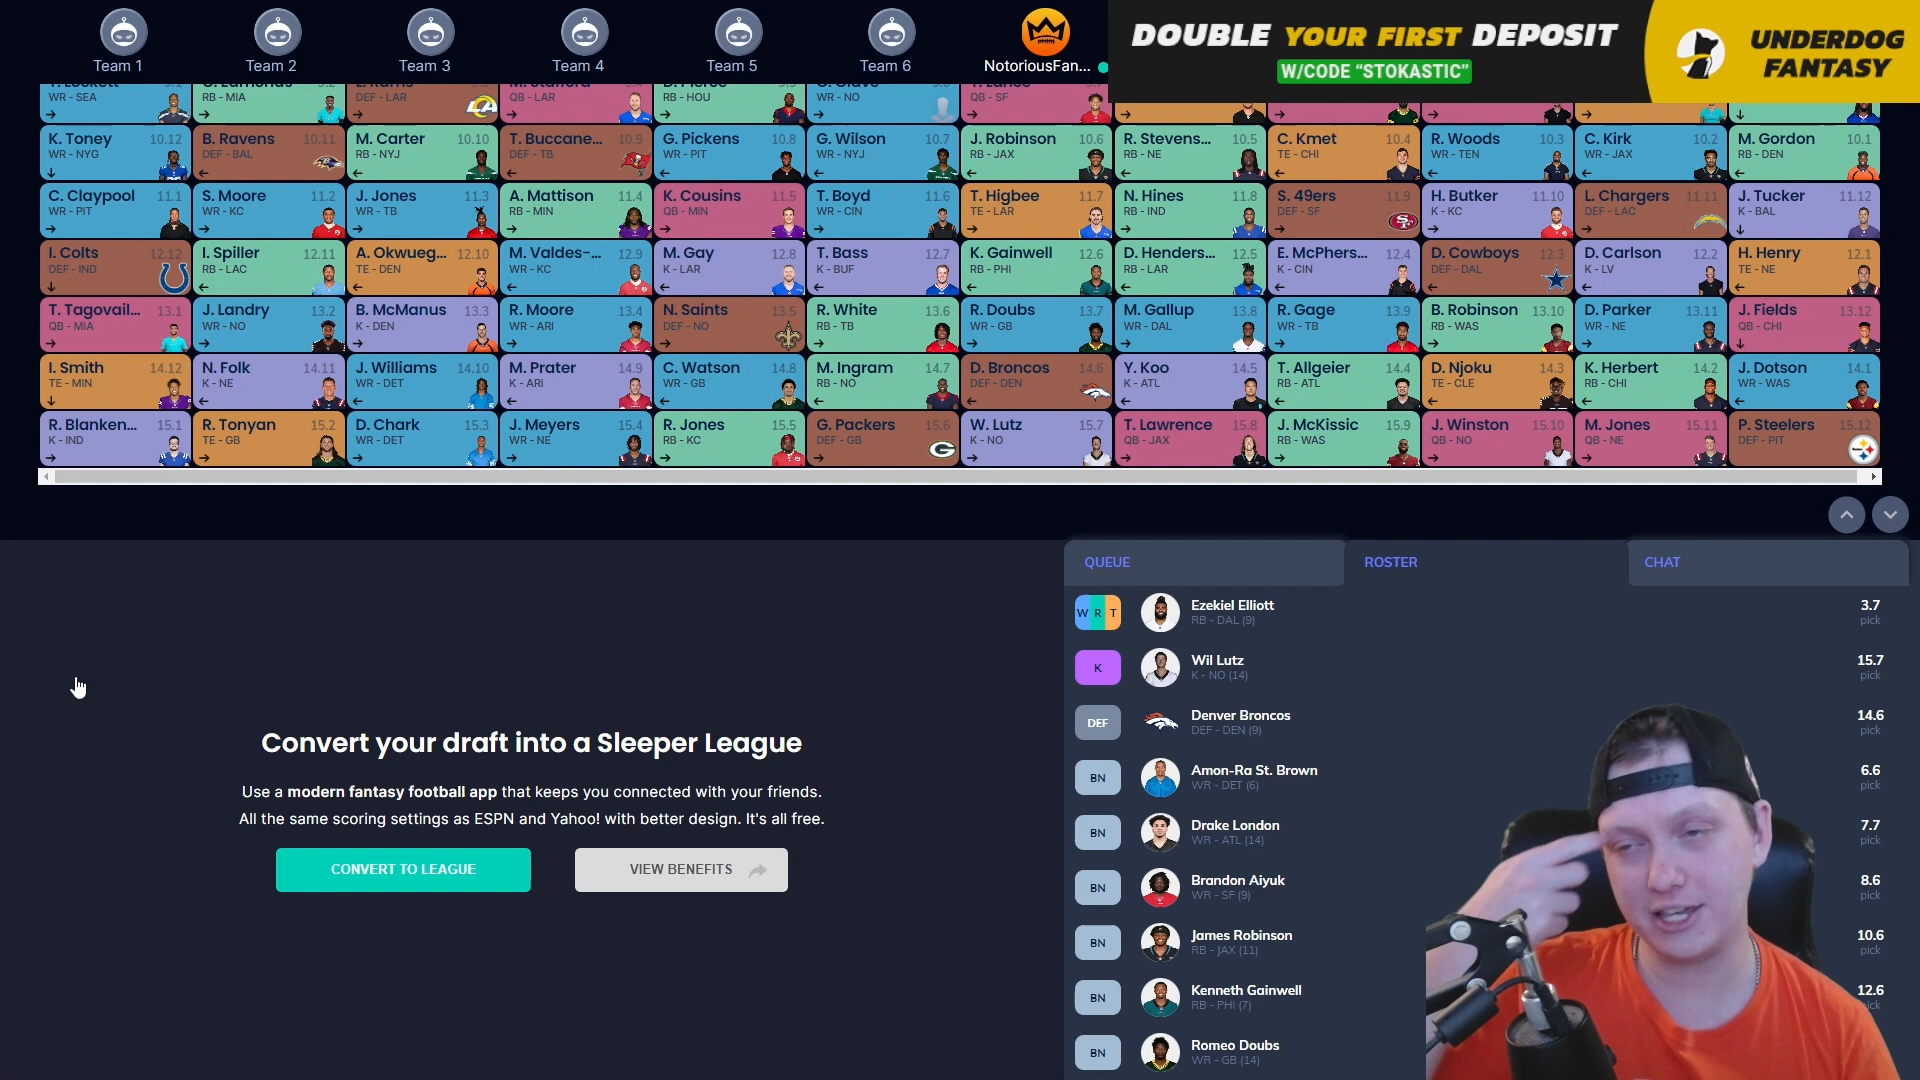 Team 1 Team 2 Team 3 Team 4 Team 5 Team 6 NotoriousFan...
DOUBLE YOUR FIRST DEPOSIT
W/CODE "STOKASTIC"
UNDERDOG
FANTASY
WR - SEA RB - MIA DEF - LAR QB - LAR RB - HOU WR - NO QB - SF
K. Toney 10.12 B. Ravens 10.11 M. Carter 10.10 T. Buccane... 10.9 G. Pickens 10.8 G. Wilson 10.7 J. Robinson 10.6 R. Stevens... 10.5 C. Kmet 10.4 R. Woods 10.3 C. Kirk 10.2 M. Gordon 10.1
WR - NYG DEF - BAL RB - NYJ DEF - TB WR - PIT WR - NYJ RB - JAX RB - NE TE - CHI WR - TEN WR - JAX RB - DEN
C. Claypool 11.1 S. Moore 11.2 J. Jones 11.3 A. Mattison 11.4 K. Cousins 11.5 T. Boyd 11.6 T. Higbee 11.7 N. Hines 11.8 S. 49ers 11.9 H. Butker 11.10 L. Chargers 11.11 J. Tucker 11.12
WR - PIT WR - KC WR - TB RB - MIN QB - MIN WR - CIN TE - LAR RB - IND DEF - SF K - KC DEF - LAC K - BAL
I. Colts 12.12 I. Spiller 12.11 A. Okwueg... 12.10 M. Valdes-... 12.9 M. Gay 12.8 T. Bass 12.7 K. Gainwell 12.6 D. Henders... 12.5 E. McPhers... 12.4 D. Cowboys 12.3 D. Carlson 12.2 H. Henry 12.1
DEF - IND RB - LAC TE - DEN WR - KC K - LAR K - BUF RB - PHI RB - LAR K - CIN DEF - DAL K - LV TE - NE
T. Tagovail... 13.1 J. Landry 13.2 B. McManus 13.3 R. Moore 13.4 N. Saints 13.5 R. White 13.6 R. Doubs 13.7 M. Gallup 13.8 R. Gage 13.9 B. Robinson 13.10 D. Parker 13.11 J. Fields 13.12
QB - MIA WR - NO K - DEN WR - ARI DEF - NO RB - TB WR - GB WR - DAL WR - TB RB - WAS WR - NE QB - CHI
I. Smith 14.12 N. Folk 14.11 J. Williams 14.10 M. Prater 14.9 C. Watson 14.8 M. Ingram 14.7 D. Broncos 14.6 Y. Koo 14.5 T. Allgeier 14.4 D. Njoku 14.3 K. Herbert 14.2 J. Dotson 14.1
TE - MIN K - NE WR - DET K - ARI WR - GB RB - NO DEF - DEN K - ATL RB - ATL TE - CLE RB - CHI WR - WAS
R. Blanken... 15.1 R. Tonyan 15.2 D. Chark 15.3 J. Meyers 15.4 R. Jones 15.5 G. Packers 15.6 W. Lutz 15.7 T. Lawrence 15.8 J. McKissic 15.9 J. Winston 15.10 M. Jones 15.11 P. Steelers 15.12
K - IND TE - GB WR - DET WR - NE RB - KC DEF - GB K - NO QB - JAX RB - WAS QB - NO QB - NE DEF - PIT
QUEUE ROSTER CHAT
W R T Ezekiel Elliott 3.7
RB - DAL (9) pick
K Wil Lutz 15.7
K - NO (14) pick
DEF Denver Broncos 14.6
DEF - DEN (9) pick
BN Amon-Ra St. Brown 6.6
WR - DET (6) pick
BN Drake London 7.7
WR - ATL (14) pick
BN Brandon Aiyuk 8.6
WR - SF (9) pick
BN James Robinson 10.6
RB - JAX (11) pick
BN Kenneth Gainwell 12.6
RB - PHI (7)
BN Romeo Doubs
WR - GB (14)
Convert your draft into a Sleeper League
Use a modern fantasy football app that keeps you connected with your friends.
All the same scoring settings as ESPN and Yahoo! with better design. It's all free.
CONVERT TO LEAGUE VIEW BENEFITS